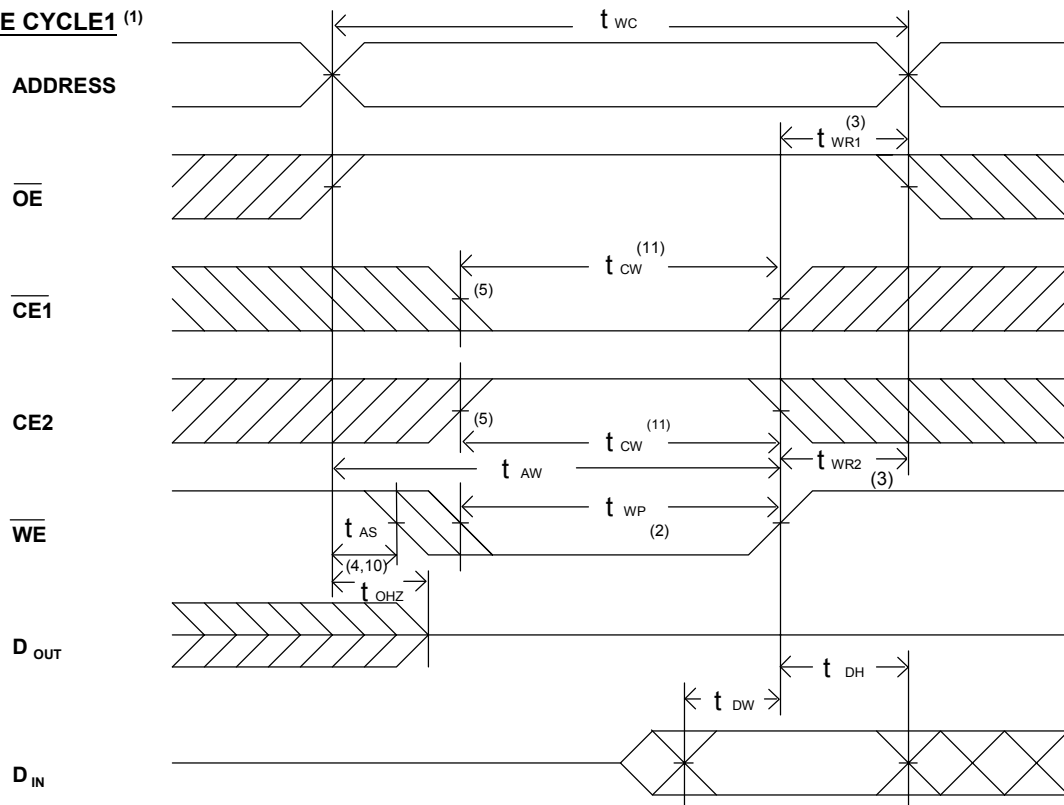 E CYCLE1 (1)
t WC
ADDRESS
t WR1 (3)
OE
t CW (11)
CE1
(5)
CE2
(5)
t CW (11)
t AW
t WR2 (3)
WE
t AS
t WP (2)
(4,10)
t OHZ
D OUT
t DH
t DW
D IN